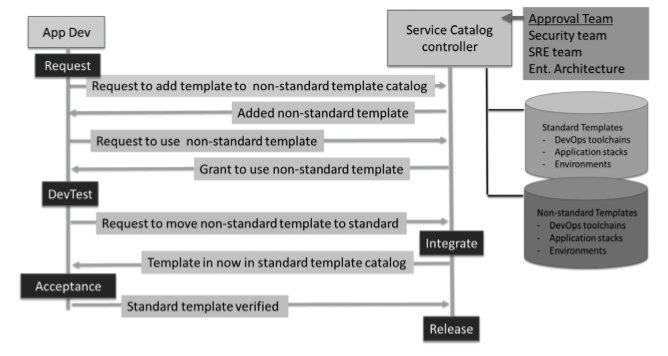 App Dev
Service Catalog
controller
Approval Team
Security team
SRE team
Ent. Architecture
Request
Request to add template to non-standard template catalog
Added non-standard template
Request to use non-standard template
Grant to use non-standard template
Standard Templates
- DevOps toolchains
- Application stacks
- Environments
DevTest
Request to move non-standard template to standard
Non-standard Templates
- DevOps toolchains
- Application stacks
- Environments
Integrate
Template in now in standard template catalog
Acceptance
Standard template verified
Release